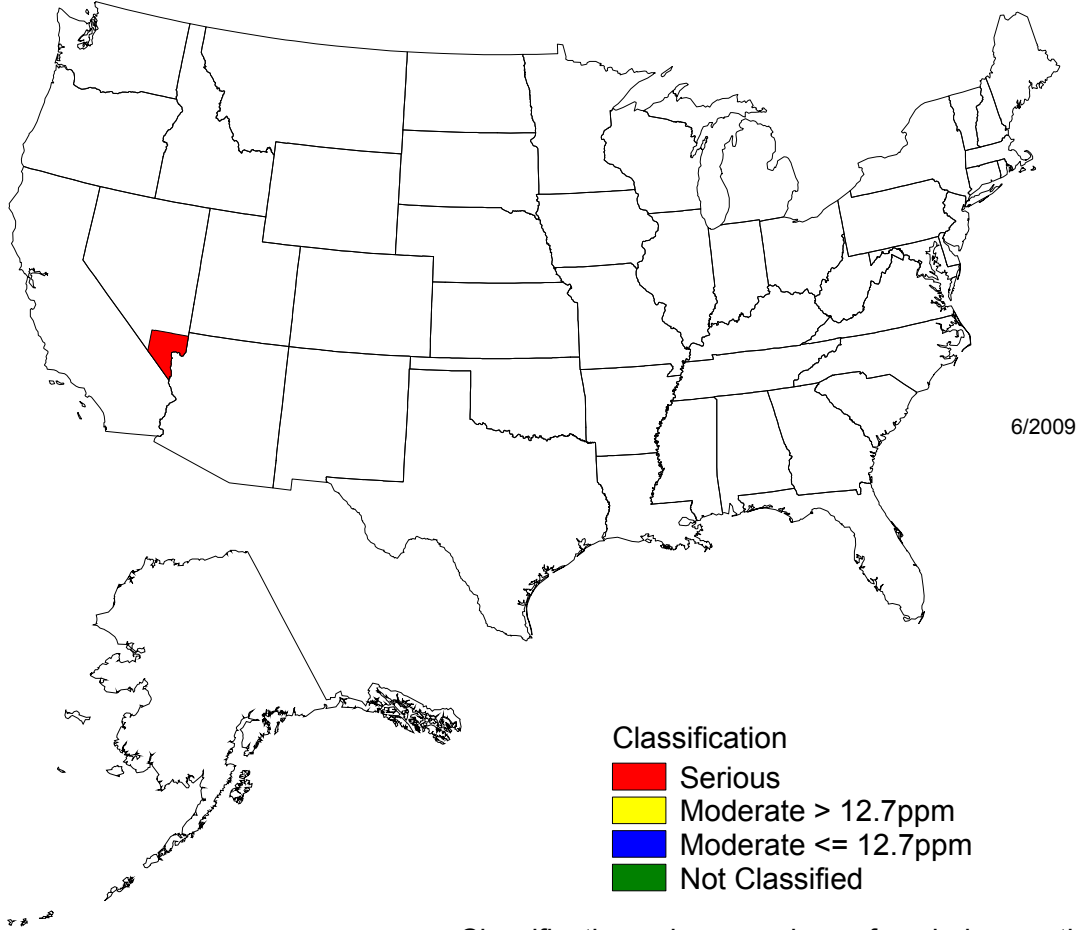 6/2009
Classification
Serious
Moderate > 12.7ppm
Moderate <= 12.7ppm
Not Classified